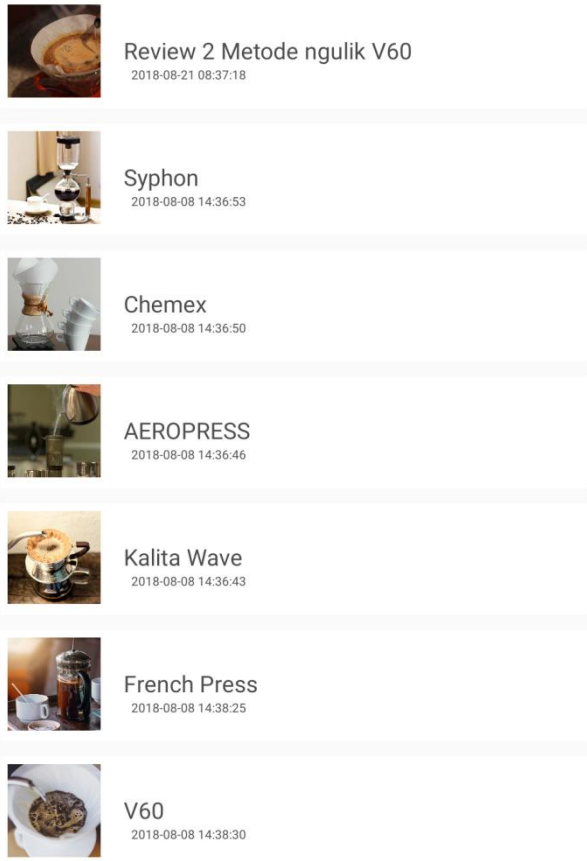 Review 2 Metode ngulik V60
2018-08-21 08:37:18
Syphon
2018-08-08 14:36:53
Chemex
2018-08-08 14:36:50
AEROPRESS
2018-08-08 14:36:46
Kalita Wave
2018-08-08 14:36:43
French Press
2018-08-08 14:38:25
V60
2018-08-08 14:38:30